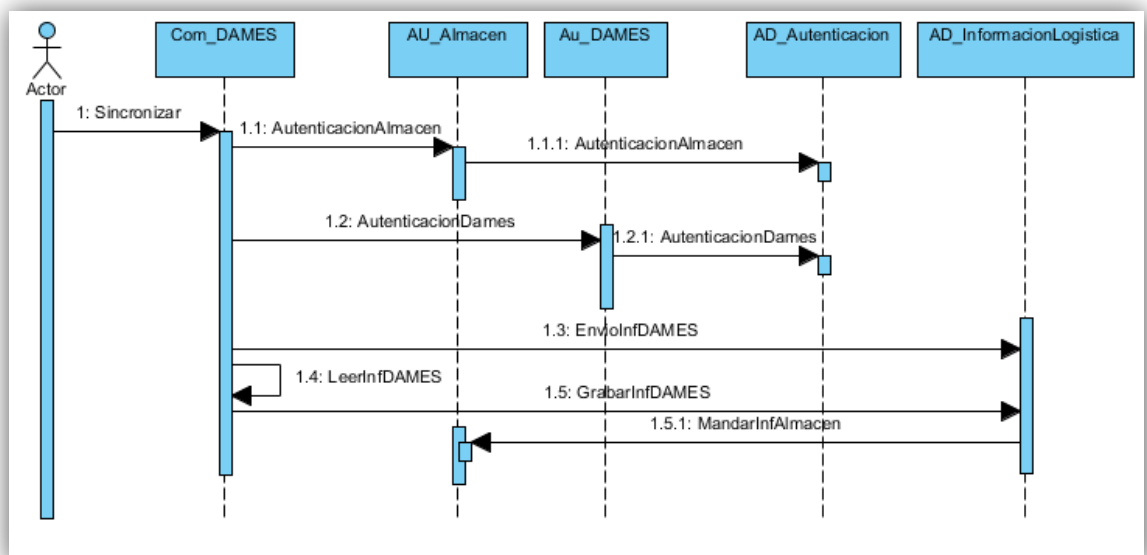 Com_DAMES
AU_Almacen
Au_DAMES
AD_Autenticacion
AD_InformacionLogistica
Actor
1: Sincronizar
1.1: AutenticacionAlmacen
1.1.1: AutenticacionAlmacen
1.2: AutenticacionDames
1.2.1: AutenticacionDames
1.3: EnvioInfDAMES
1.4: LeerInfDAMES
1.5: GrabarInfDAMES
1.5.1: MandarInfAlmacen